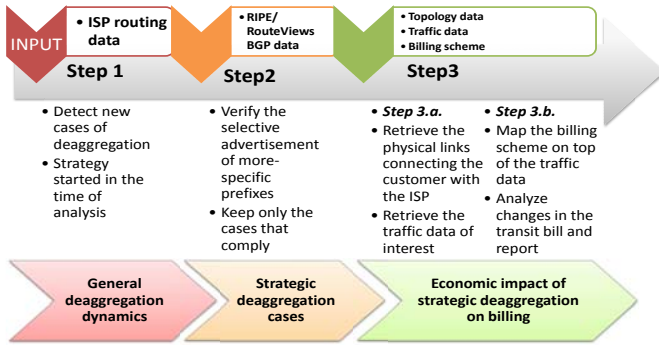 INPUT
• ISP routing
data
• RIPE/
RouteViews
BGP data
• Topology data
• Traffic data
• Billing scheme
Step 1
Step2
Step3
• Detect new
cases of
deaggregation
• Strategy
started in the
time of
analysis
• Verify the
selective
advertisement
of more-
specific
prefixes
• Keep only the
cases that
comply
• Step 3.a.
• Retrieve the
physical links
connecting the
customer with
the ISP
• Retrieve the
traffic data of
interest
• Step 3.b.
• Map the billing
scheme on top
of the traffic
data
• Analyze
changes in the
transit bill and
report
General
deaggregation
dynamics
Strategic
deaggregation
cases
Economic impact of
strategic deaggregation
on billing